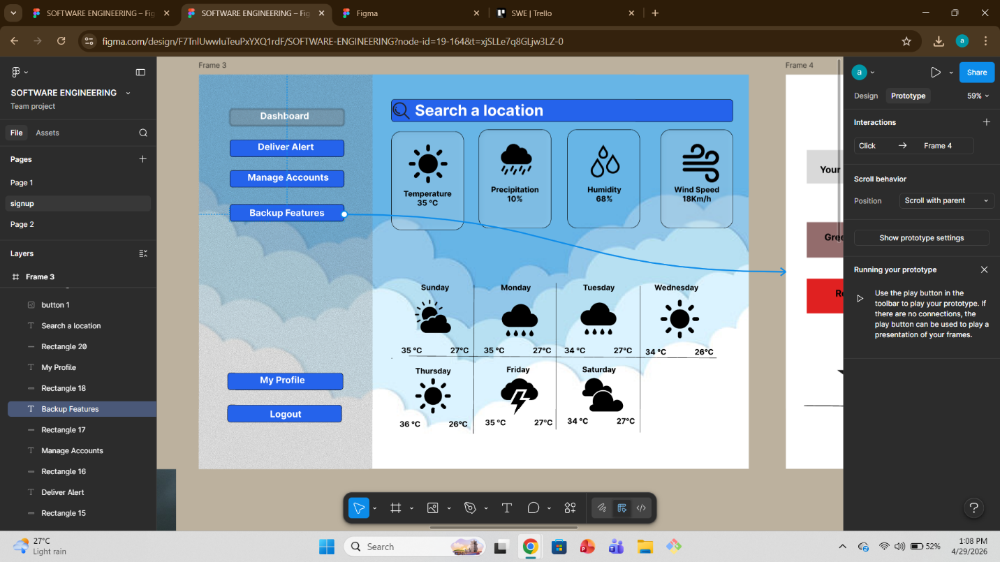 SOFTWARE ENGINEERING – Fig
SOFTWARE ENGINEERING – Fig
Figma
SWE | Trello
figma.com/design/F7TnlUwwIuTeuPxYXQ1rdF/SOFTWARE-ENGINEERING?node-id=19-164&t=xjSLLe7q8GLjw3LZ-0
a
SOFTWARE ENGINEERING
Team project
File
Assets
Pages
Page 1
signup
Page 2
Layers
Frame 3
button 1
Search a location
Rectangle 20
My Profile
Rectangle 18
Backup Features
Rectangle 17
Manage Accounts
Rectangle 16
Deliver Alert
Rectangle 15
Frame 3
Dashboard
Deliver Alert
Manage Accounts
Backup Features
My Profile
Logout
Search a location
Temperature
35 °C
Precipitation
10%
Humidity
68%
Wind Speed
18Km/h
Sunday
Monday
Tuesday
Wednesday
35 °C 27°C
35 °C 27°C
34 °C 27°C
34 °C 26°C
Thursday
Friday
Saturday
36 °C 26°C
35 °C 27°C
34 °C 27°C
Frame 4
Your
Gree
R
a
Share
Design
Prototype
59%
Interactions
Click → Frame 4
Scroll behavior
Position
Scroll with parent
Show prototype settings
Running your prototype
Use the play button in the
toolbar to play your prototype. If
there are no connections, the
play button can be used to play a
presentation of your frames.
?
27°C
Light rain
Search
52%
1:08 PM
4/29/2026